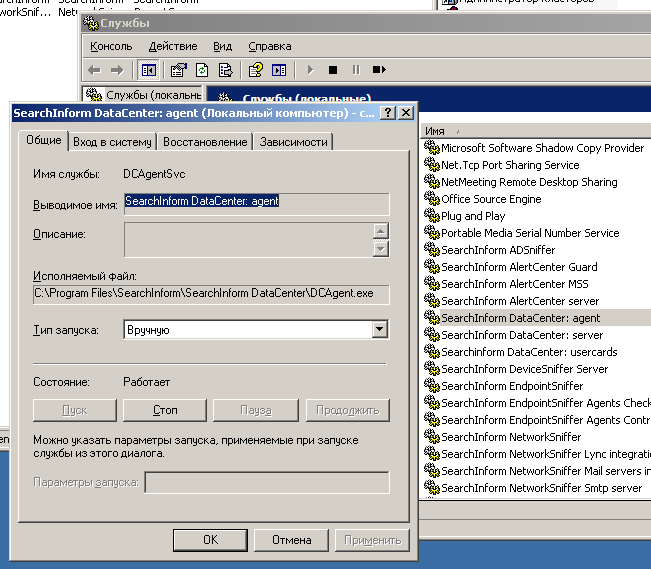 SearchInform
NetworkSniffer
Службы
Консоль Действие Вид Справка
Службы (локальные)
Службы (локальные)
SearchInform DataCenter: agent (Локальный компьютер) - с...
Общие Вход в систему Восстановление Зависимости
Имя службы: DCAgentSvc
Выводимое имя: SearchInform DataCenter: agent
Описание:
Исполняемый файл:
C:\Program Files\SearchInform\SearchInform DataCenter\DCAgent.exe
Тип запуска: Вручную
Состояние: Работает
Пуск Стоп Пауза Продолжить
Можно указать параметры запуска, применяемые при запуске
службы из этого диалога.
Параметры запуска:
OK Отмена Применить
Имя
Microsoft Software Shadow Copy Provider
Net.Tcp Port Sharing Service
NetMeeting Remote Desktop Sharing
Office Source Engine
Plug and Play
Portable Media Serial Number Service
SearchInform ADSniffer
SearchInform AlertCenter Guard
SearchInform AlertCenter MSS
SearchInform AlertCenter server
SearchInform DataCenter: agent
SearchInform DataCenter: server
Searchinform DataCenter: usercards
SearchInform DeviceSniffer Server
SearchInform EndpointSniffer
SearchInform EndpointSniffer Agents Chec
SearchInform EndpointSniffer Agents Contr
SearchInform NetworkSniffer
SearchInform NetworkSniffer Lync integratio
SearchInform NetworkSniffer Mail servers in
SearchInform NetworkSniffer Smtp server